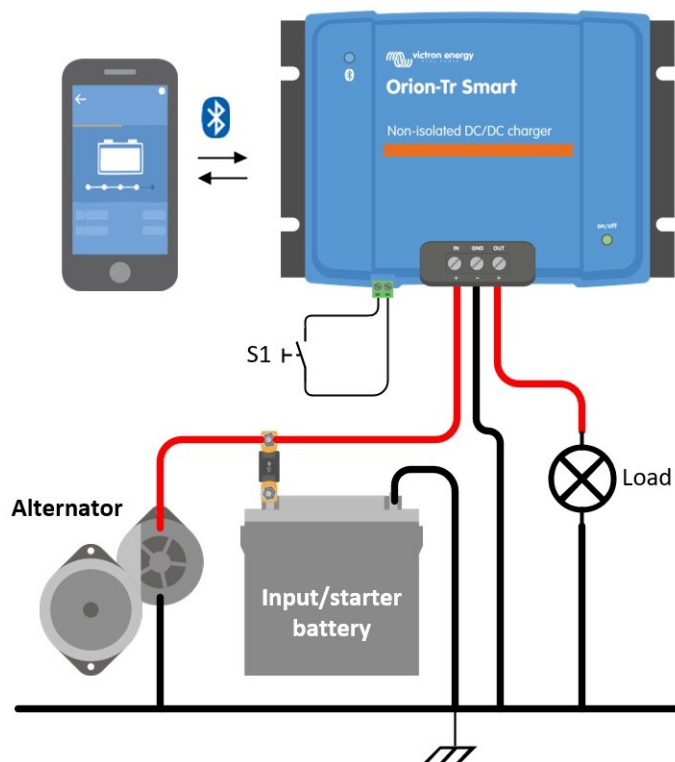 victron energy
Orion-Tr Smart
Non-isolated DC/DC charger
on/off
IN GND OUT
+ − +
S1
Load
Alternator
Input/starter
battery